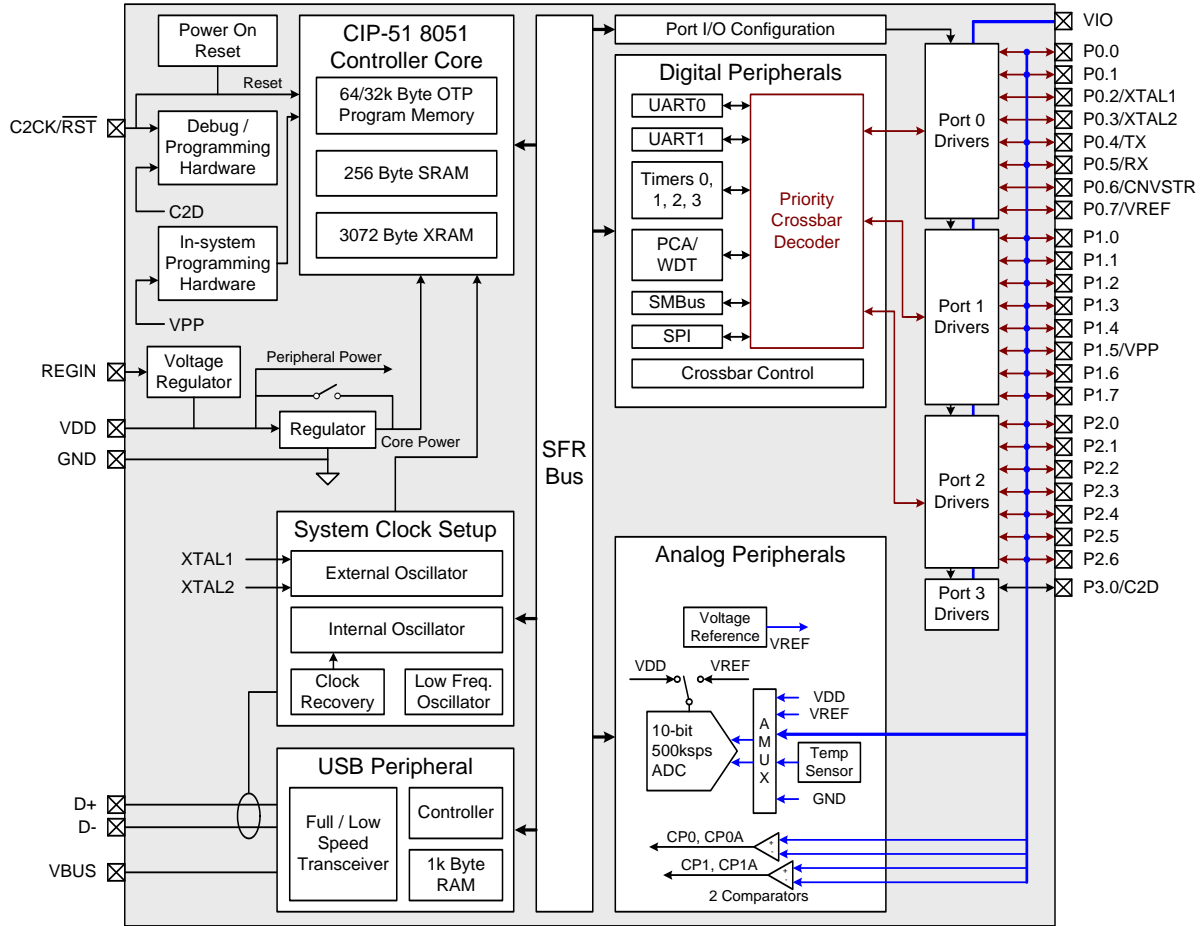 Power On
Reset
Reset
C2CK/RST
Debug /
Programming
Hardware
C2D
In-system
Programming
Hardware
VPP
CIP-51 8051
Controller Core
64/32k Byte OTP
Program Memory
256 Byte SRAM
3072 Byte XRAM
REGIN
Voltage
Regulator
Peripheral Power
VDD
Regulator
Core Power
GND
System Clock Setup
XTAL1
XTAL2
External Oscillator
Internal Oscillator
Clock
Recovery
Low Freq.
Oscillator
USB Peripheral
D+
D-
VBUS
Full / Low
Speed
Transceiver
Controller
1k Byte
RAM
SFR
Bus
Port I/O Configuration
Digital Peripherals
UART0
UART1
Timers 0,
1, 2, 3
PCA/
WDT
SMBus
SPI
Priority
Crossbar
Decoder
Crossbar Control
Analog Peripherals
Voltage
Reference
VREF
VDD
VREF
10-bit
500ksps
ADC
A
M
U
X
VDD
VREF
Temp
Sensor
GND
CP0, CP0A
+
-
CP1, CP1A
+
-
2 Comparators
Port 0
Drivers
Port 1
Drivers
Port 2
Drivers
Port 3
Drivers
VIO
P0.0
P0.1
P0.2/XTAL1
P0.3/XTAL2
P0.4/TX
P0.5/RX
P0.6/CNVSTR
P0.7/VREF
P1.0
P1.1
P1.2
P1.3
P1.4
P1.5/VPP
P1.6
P1.7
P2.0
P2.1
P2.2
P2.3
P2.4
P2.5
P2.6
P3.0/C2D